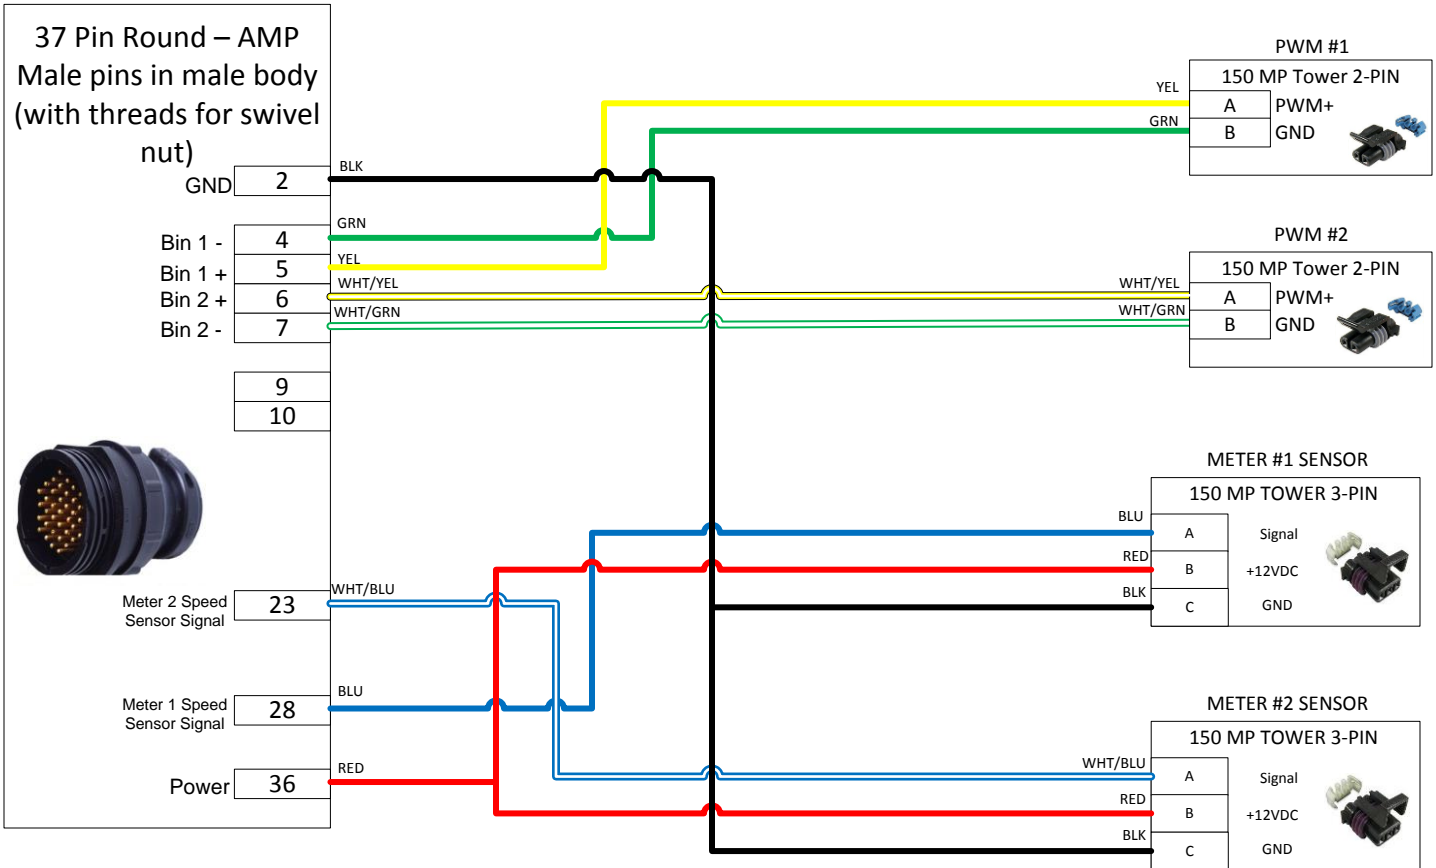 37 Pin Round – AMP
Male pins in male body
(with threads for swivel
nut)
GND 2 BLK
Bin 1 - 4 GRN
Bin 1 + 5 YEL
Bin 2 + 6 WHT/YEL
Bin 2 - 7 WHT/GRN
9
10
Meter 2 Speed
Sensor Signal
23 WHT/BLU
Meter 1 Speed
Sensor Signal
28 BLU
Power 36 RED
PWM #1
150 MP Tower 2-PIN
YEL A PWM+
GRN B GND
PWM #2
150 MP Tower 2-PIN
WHT/YEL A PWM+
WHT/GRN B GND
METER #1 SENSOR
150 MP TOWER 3-PIN
BLU A Signal
RED B +12VDC
BLK C GND
METER #2 SENSOR
150 MP TOWER 3-PIN
WHT/BLU A Signal
RED B +12VDC
BLK C GND